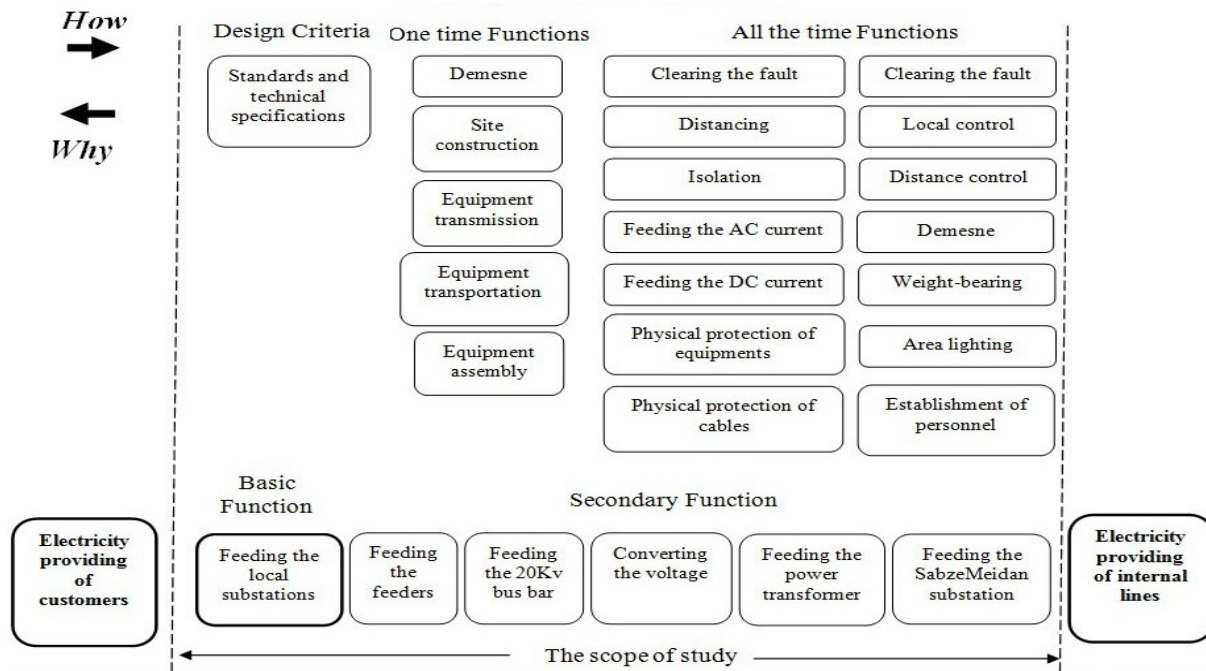 How
Why
Design Criteria
One time Functions
All the time Functions
Standards and
technical
specifications
Demesne
Site
construction
Equipment
transmission
Equipment
transportation
Equipment
assembly
Clearing the fault
Distancing
Isolation
Feeding the AC current
Feeding the DC current
Physical protection of
equipments
Physical protection of
cables
Clearing the fault
Local control
Distance control
Demesne
Weight-bearing
Area lighting
Establishment of
personnel
Basic
Function
Secondary Function
Electricity
providing
of
customers
Feeding the
local
substations
Feeding
the
feeders
Feeding
the 20Kv
bus bar
Converting
the voltage
Feeding the
power
transformer
Feeding the
SabzeMeidan
substation
Electricity
providing
of internal
lines
The scope of study